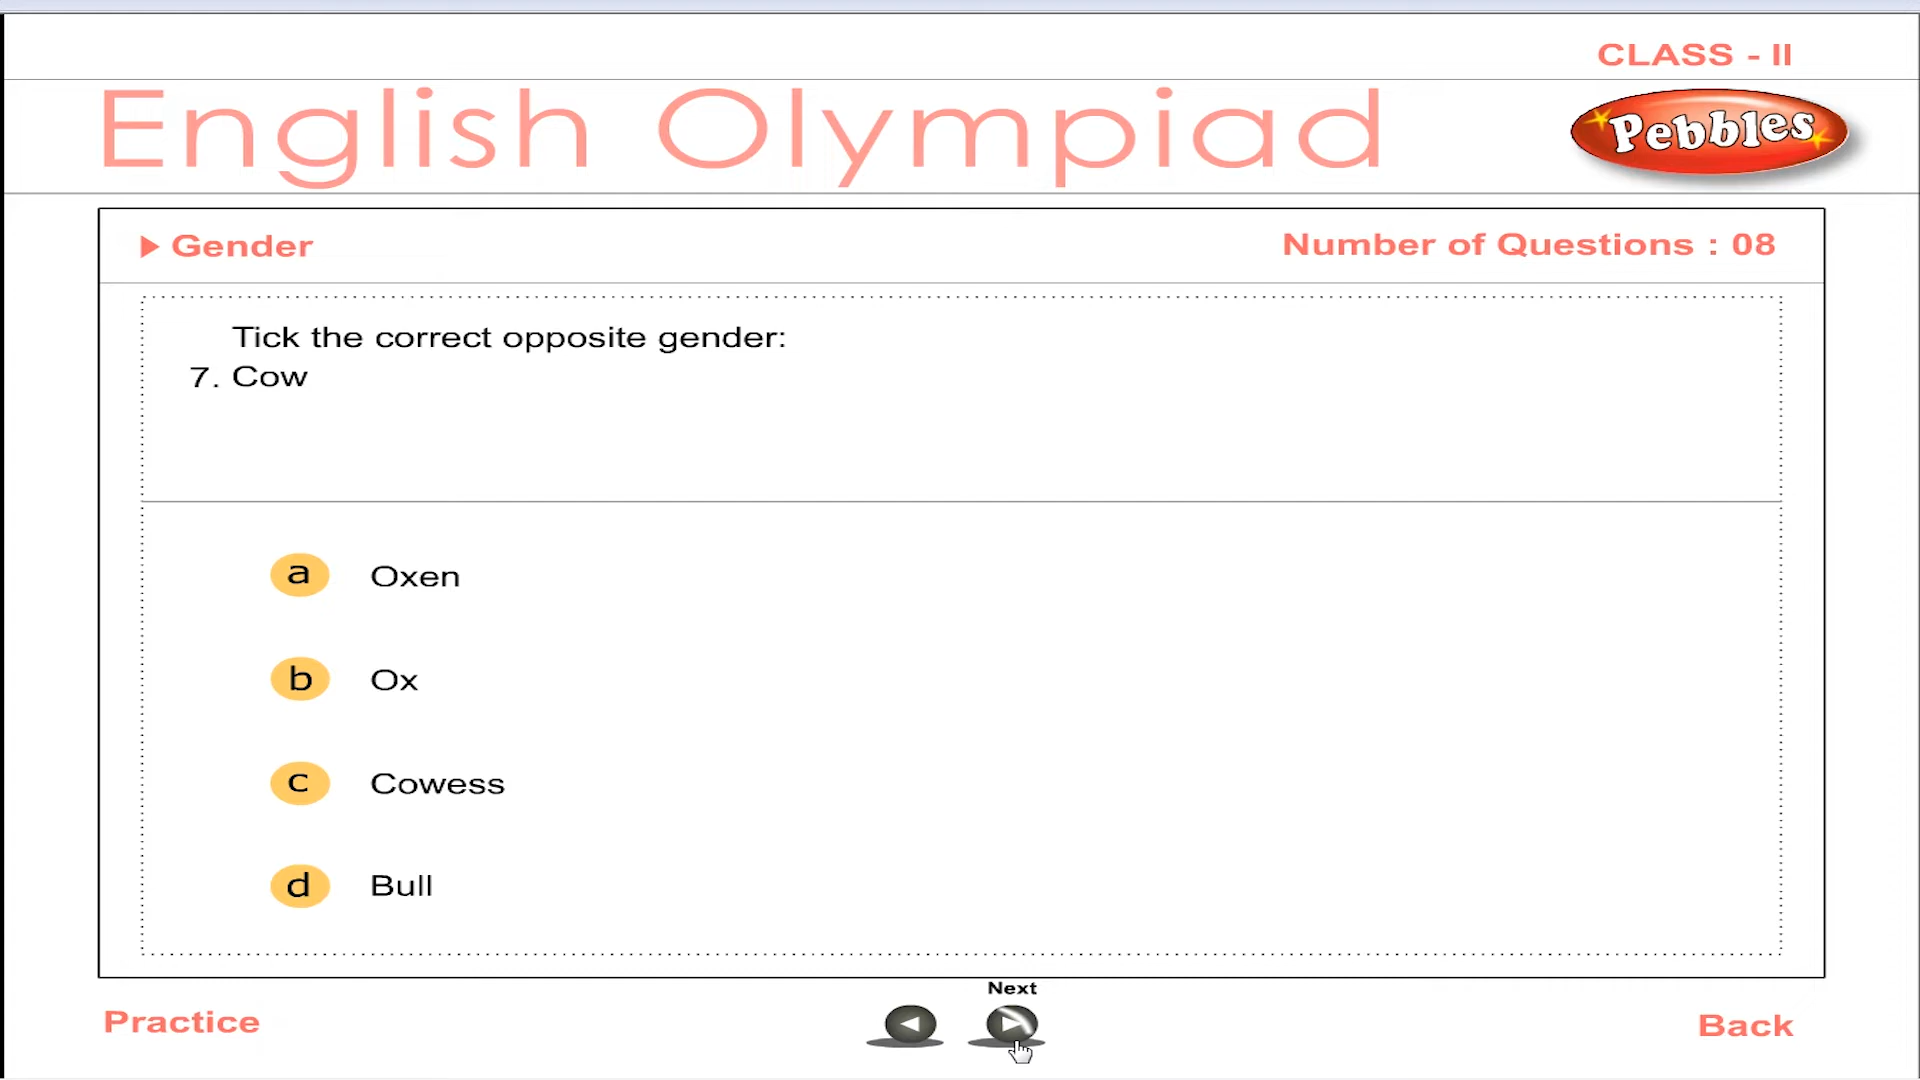 CLASS - II
English Olympiad
Pebbles
Gender
Number of Questions : 08
Tick the correct opposite gender:
7. Cow
a Oxen
b Ox
c Cowess
d Bull
Next
Practice
Back